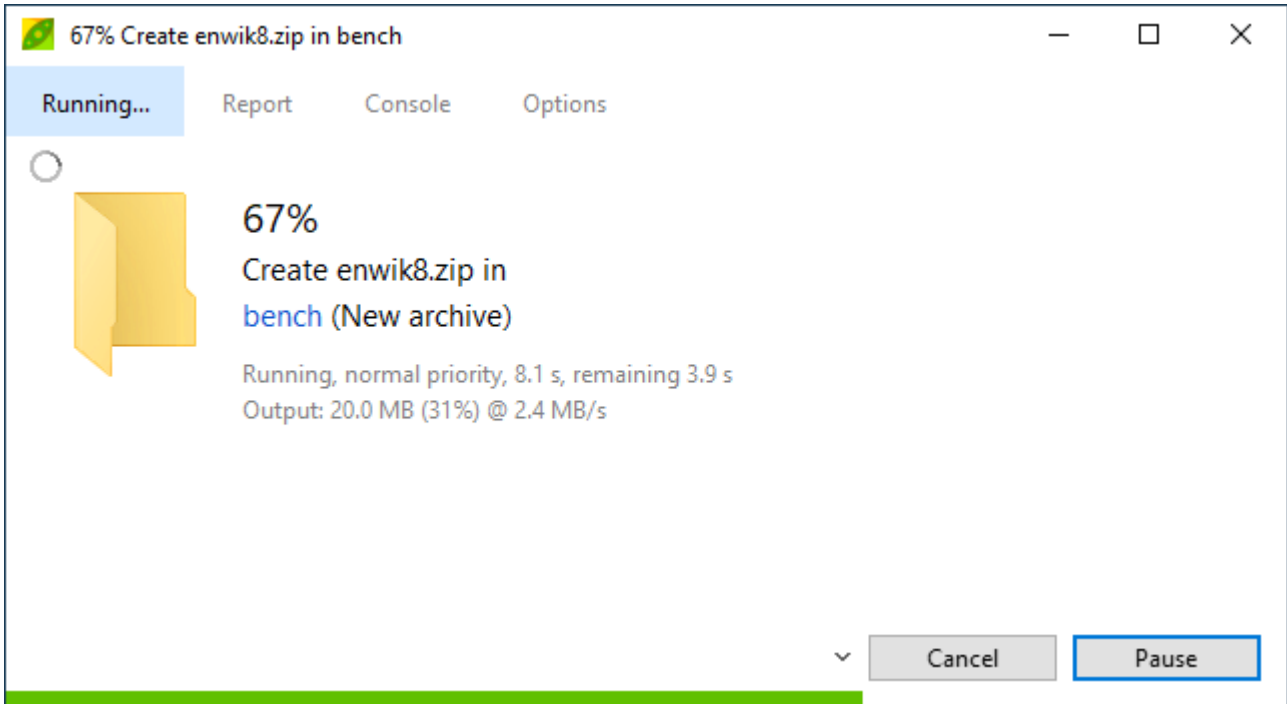 67% Create enwik8.zip in bench
Running... Report Console Options
67%
Create enwik8.zip in
bench (New archive)
Running, normal priority, 8.1 s, remaining 3.9 s
Output: 20.0 MB (31%) @ 2.4 MB/s
Cancel Pause